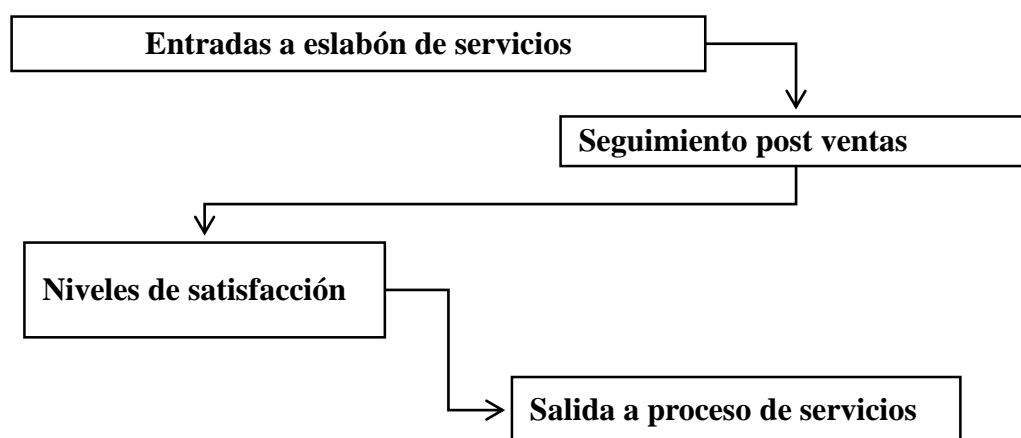 Entradas a eslabón de servicios
Seguimiento post ventas
Niveles de satisfacción
Salida a proceso de servicios